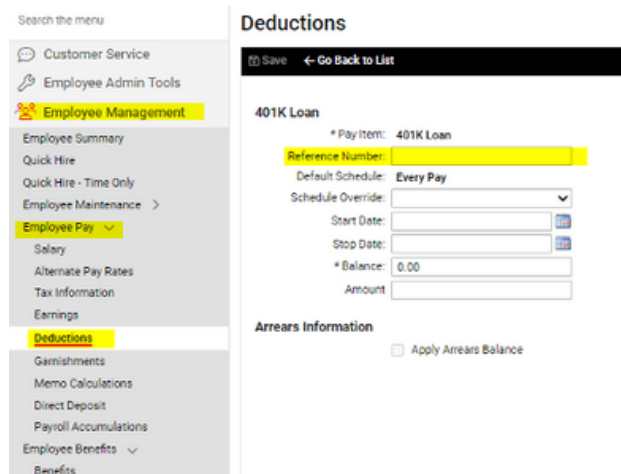 Search the menu
Customer Service
Employee Admin Tools
Employee Management
Employee Summary
Quick Hire
Quick Hire - Time Only
Employee Maintenance >
Employee Pay
Salary
Alternate Pay Rates
Tax Information
Earnings
Deductions
Garnishments
Memo Calculations
Direct Deposit
Payroll Accumulations
Employee Benefits
Benefits
Deductions
Save ← Go Back to List
401K Loan
* Pay Item: 401K Loan
Reference Number:
Default Schedule: Every Pay
Schedule Override:
Start Date:
Stop Date:
* Balance: 0.00
Amount
Arrears Information
Apply Arrears Balance